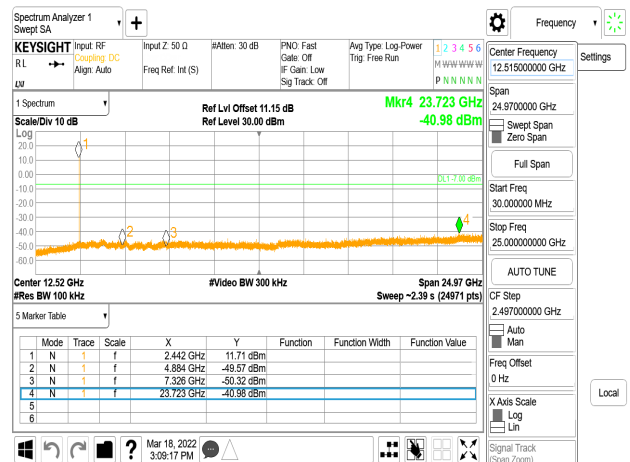 Spectrum Analyzer 1
Swept SA
Frequency
KEYSIGHT
RL
Input: RF
Coupling: DC
Align: Auto
Input Z: 50 Ω
Freq Ref: Int (S)
#Atten: 30 dB
PNO: Fast
Gate: Off
IF Gain: Low
Sig Track: Off
Avg Type: Log-Power
Trig: Free Run
1 2 3 4 5 6
M W W W W W
P N N N N N
LXI
1 Spectrum
Scale/Div 10 dB
Ref Lvl Offset 11.15 dB
Ref Level 30.00 dBm
Mkr4 23.723 GHz
-40.98 dBm
Log
20.0
10.0
0.00
-10.0
-20.0
-30.0
-40.0
-50.0
-60.0
1
2
3
4
DL1 -7.00 dBm
Center 12.52 GHz
#Res BW 100 kHz
#Video BW 300 kHz
Span 24.97 GHz
Sweep ~2.39 s (24971 pts)
5 Marker Table
Mode Trace Scale X Y Function Function Width Function Value
1 N 1 f 2.442 GHz 11.71 dBm
2 N 1 f 4.884 GHz -49.57 dBm
3 N 1 f 7.326 GHz -50.32 dBm
4 N 1 f 23.723 GHz -40.98 dBm
5
6
Mar 18, 2022
3:09:17 PM
Center Frequency
12.515000000 GHz
Span
24.9700000 GHz
Swept Span
Zero Span
Full Span
Start Freq
30.000000 MHz
Stop Freq
25.000000000 GHz
AUTO TUNE
CF Step
2.497000000 GHz
Auto
Man
Freq Offset
0 Hz
X Axis Scale
Log
Lin
Signal Track
(Span Zoom)
Settings
Local